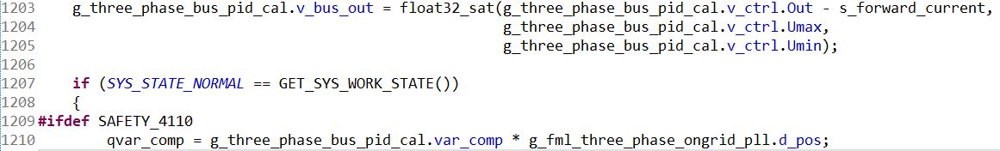 1203 g_three_phase_bus_pid_cal.v_bus_out = float32_sat(g_three_phase_bus_pid_cal.v_ctrl.Out - s_forward_current,
1204 g_three_phase_bus_pid_cal.v_ctrl.Umax,
1205 g_three_phase_bus_pid_cal.v_ctrl.Umin);
1206
1207 if (SYS_STATE_NORMAL == GET_SYS_WORK_STATE())
1208 {
1209 #ifdef SAFETY_4110
1210 qvar_comp = g_three_phase_bus_pid_cal.var_comp * g_fml_three_phase_ongrid_pll.d_pos;